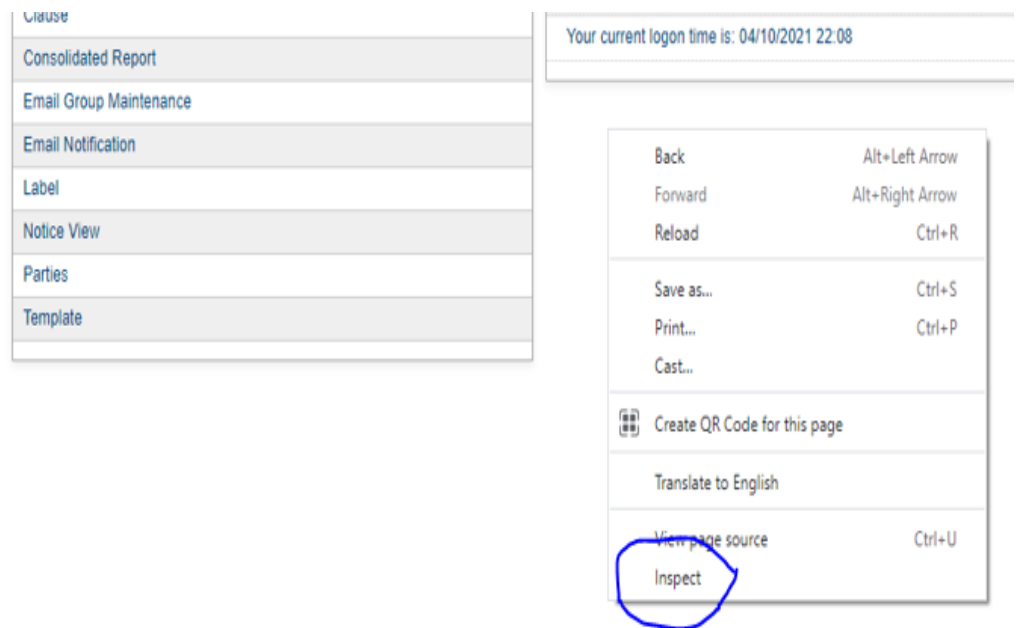 Clause
Consolidated Report
Email Group Maintenance
Email Notification
Label
Notice View
Parties
Template
Your current logon time is: 04/10/2021 22:08
Back Alt+Left Arrow
Forward Alt+Right Arrow
Reload Ctrl+R
Save as... Ctrl+S
Print... Ctrl+P
Cast...
Create QR Code for this page
Translate to English
View page source Ctrl+U
Inspect